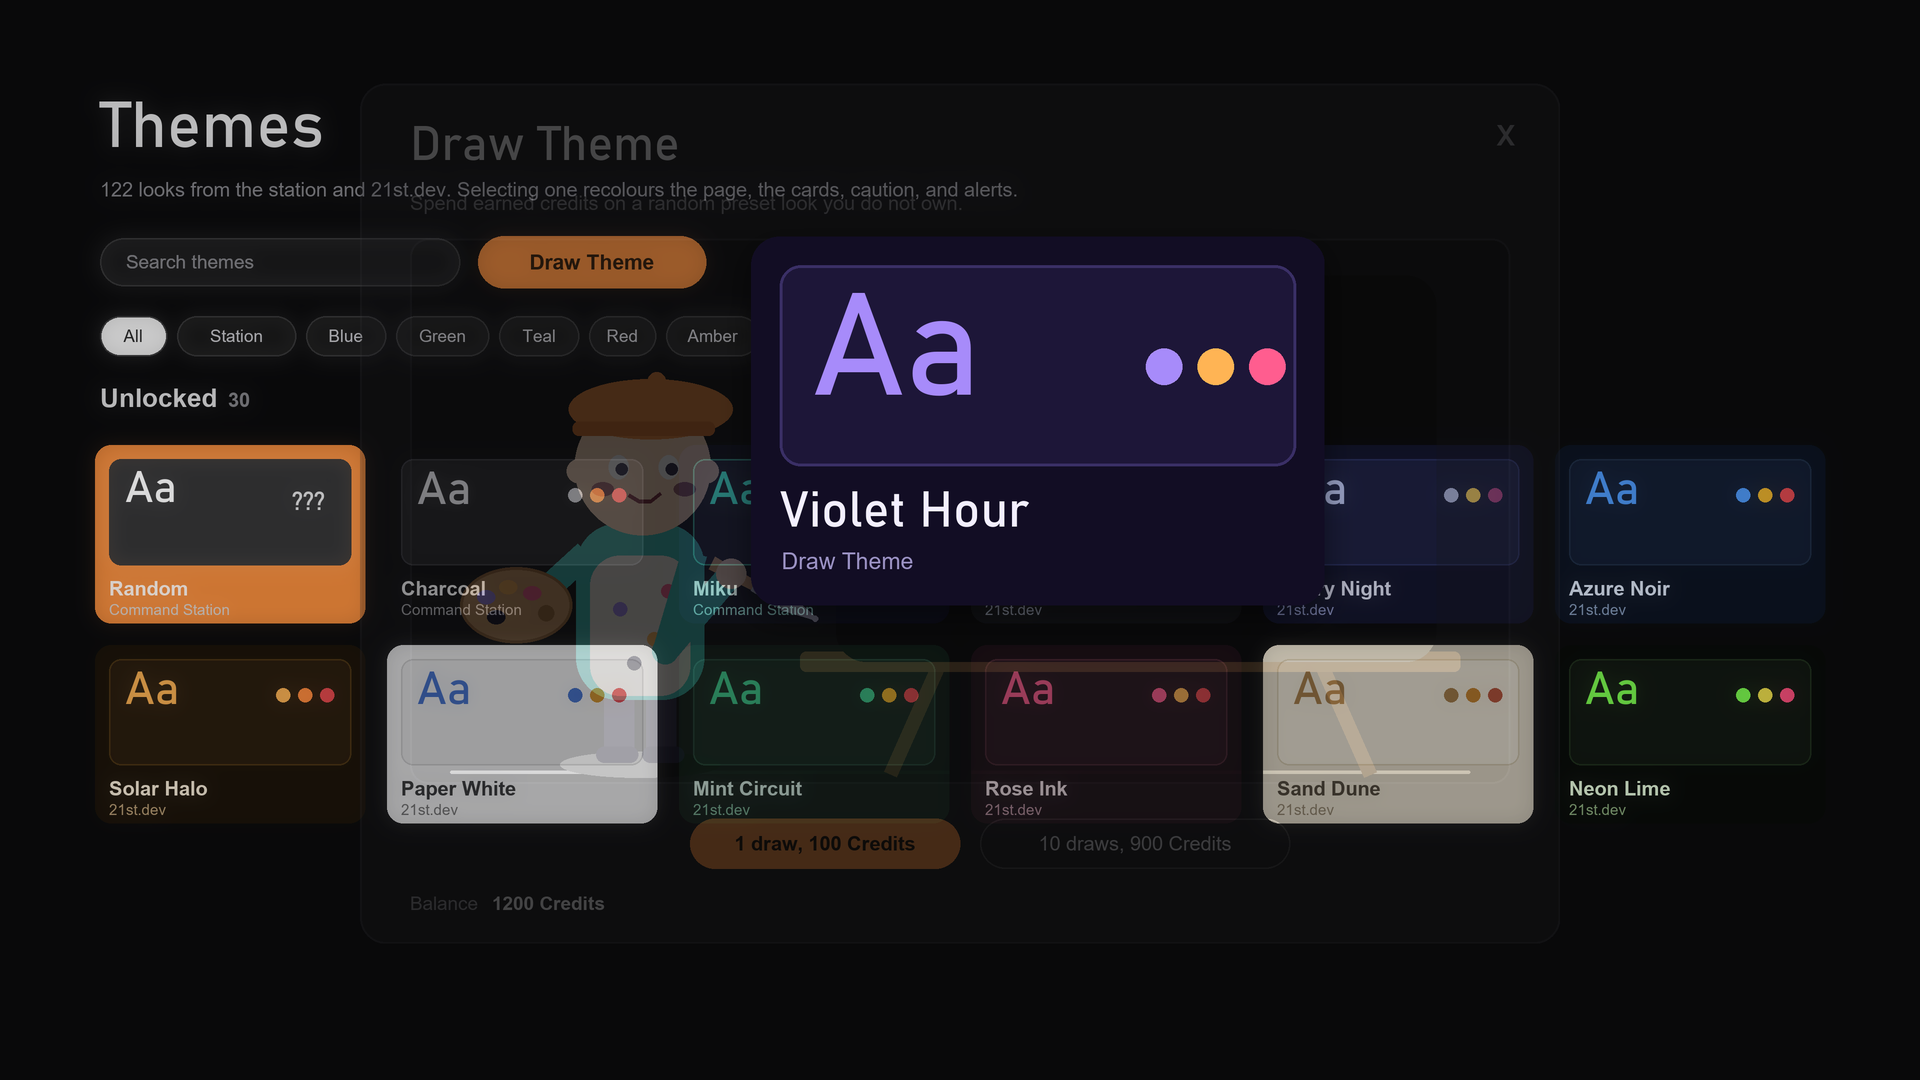 Themes
Draw Theme
X
122 looks from the station and 21st.dev. Selecting one recolours the page, the cards, caution, and alerts.
Spend earned credits on a random preset look you do not own.
Search themes
Draw Theme
All
Station
Blue
Green
Teal
Red
Amber
Unlocked 30
Aa
Violet Hour
Draw Theme
Aa ???
Random
Command Station
Aa
Charcoal
Command Station
Aa
Miku
Command Station
21st.dev
a
y Night
21st.dev
Aa
Azure Noir
21st.dev
Aa
Solar Halo
21st.dev
Aa
Paper White
21st.dev
Aa
Mint Circuit
21st.dev
Aa
Rose Ink
21st.dev
Aa
Sand Dune
21st.dev
Aa
Neon Lime
21st.dev
1 draw, 100 Credits
10 draws, 900 Credits
Balance 1200 Credits